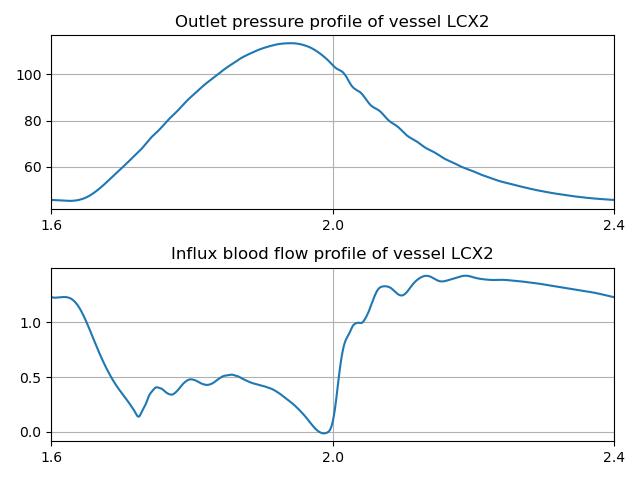 Outlet pressure profile of vessel LCX2
100
80
60
1.6 2.0 2.4
Influx blood flow profile of vessel LCX2
1.0
0.5
0.0
1.6 2.0 2.4